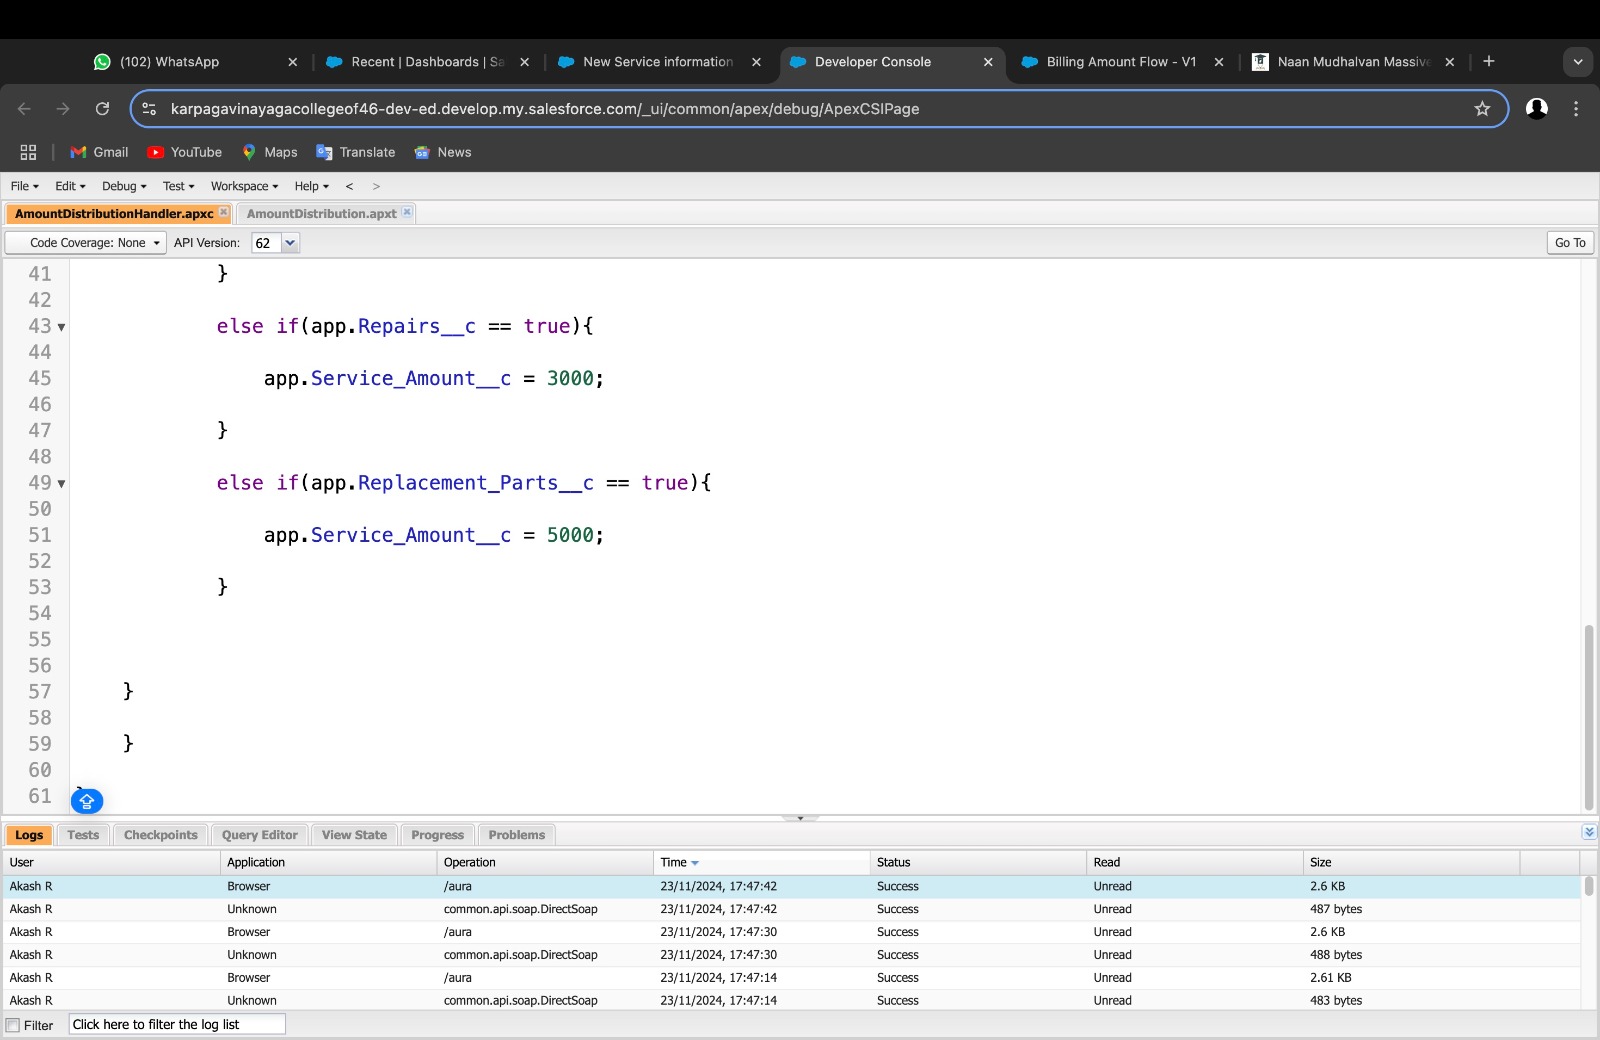 (102) WhatsApp
Recent | Dashboards | Sa
New Service information
Developer Console
Billing Amount Flow - V1
Naan Mudhalvan Massive
karpagavinayagacollegeof46-dev-ed.develop.my.salesforce.com/_ui/common/apex/debug/ApexCSIPage
Gmail YouTube Maps Translate News
File Edit Debug Test Workspace Help < >
AmountDistributionHandler.apxc AmountDistribution.apxt
Code Coverage: None API Version: 62 Go To
41 }
42
43 else if(app.Repairs__c == true){
44
45 app.Service_Amount__c = 3000;
46
47 }
48
49 else if(app.Replacement_Parts__c == true){
50
51 app.Service_Amount__c = 5000;
52
53 }
54
55
56
57 }
58
59 }
60
61
Logs Tests Checkpoints Query Editor View State Progress Problems
User Application Operation Time Status Read Size
Akash R Browser /aura 23/11/2024, 17:47:42 Success Unread 2.6 KB
Akash R Unknown common.api.soap.DirectSoap 23/11/2024, 17:47:42 Success Unread 487 bytes
Akash R Browser /aura 23/11/2024, 17:47:30 Success Unread 2.6 KB
Akash R Unknown common.api.soap.DirectSoap 23/11/2024, 17:47:30 Success Unread 488 bytes
Akash R Browser /aura 23/11/2024, 17:47:14 Success Unread 2.61 KB
Akash R Unknown common.api.soap.DirectSoap 23/11/2024, 17:47:14 Success Unread 483 bytes
Filter Click here to filter the log list